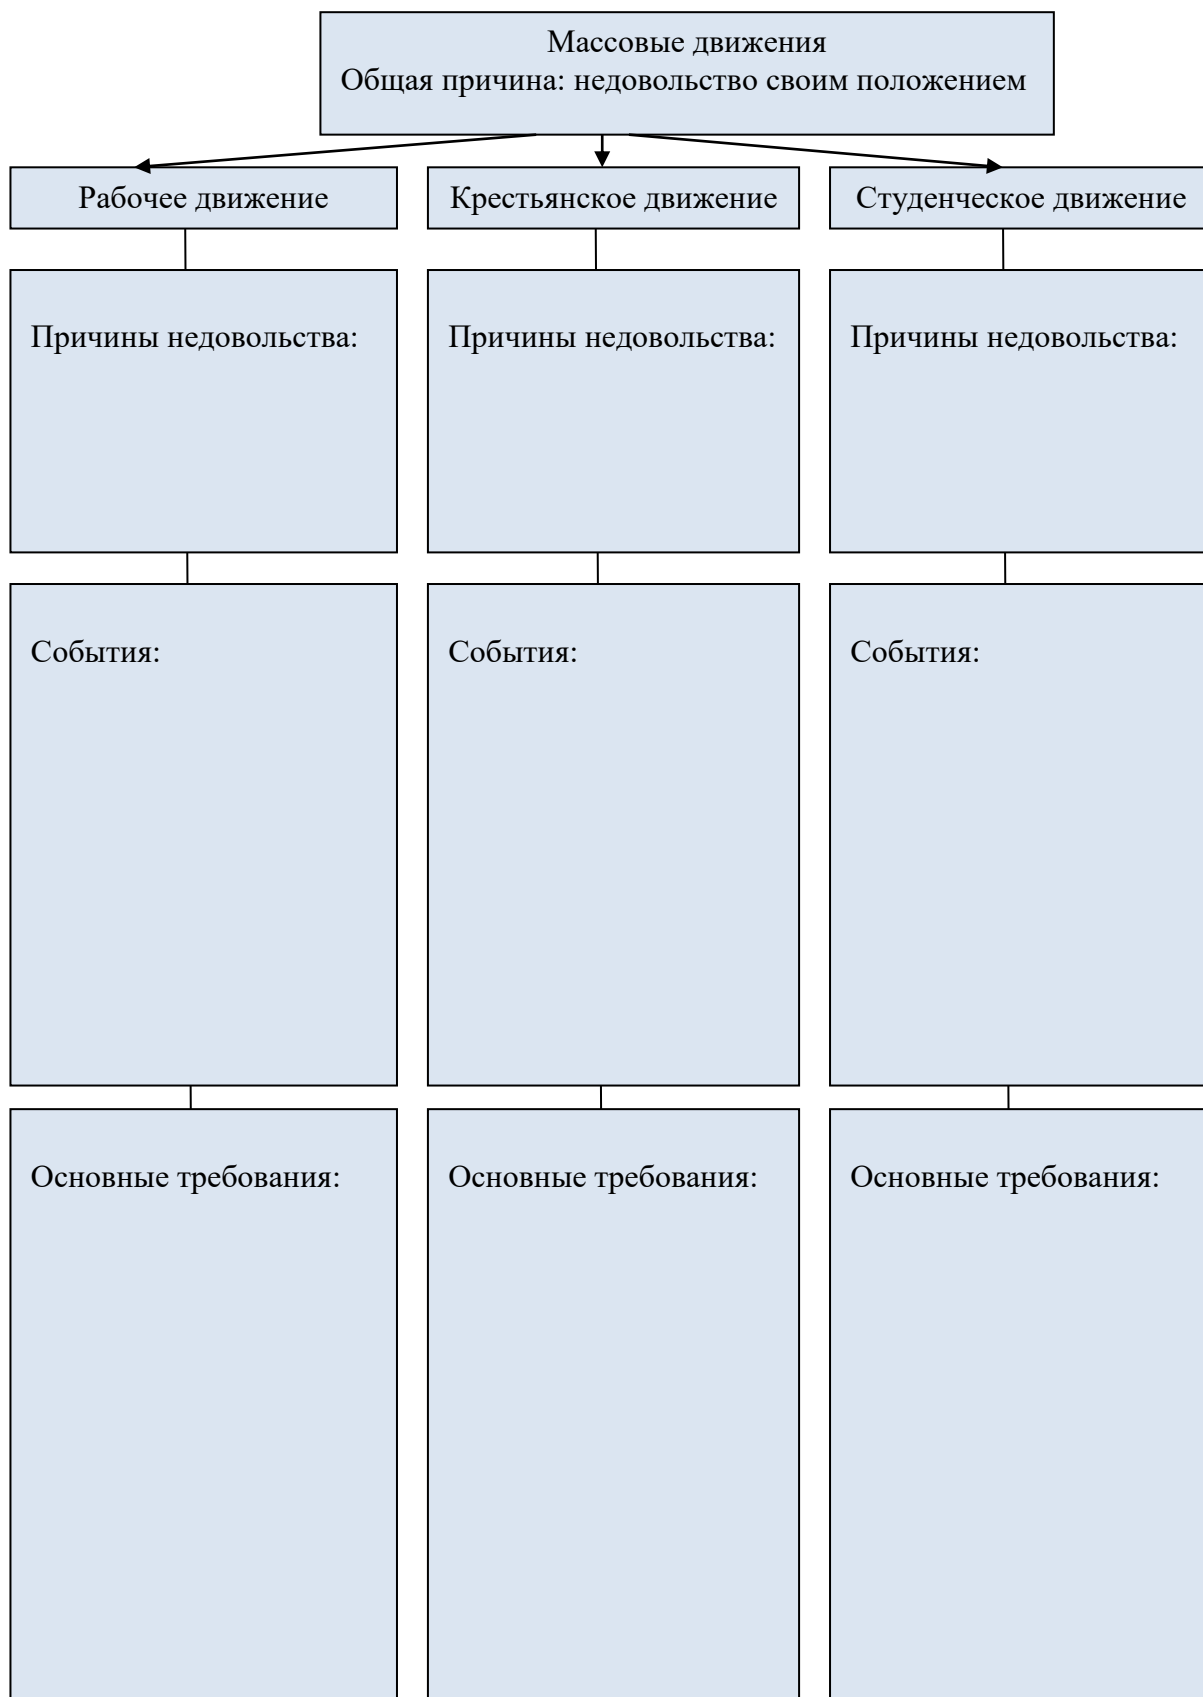 Массовые движения
Общая причина: недовольство своим положением
Рабочее движение
Крестьянское движение
Студенческое движение
Причины недовольства:
Причины недовольства:
Причины недовольства:
События:
События:
События:
Основные требования:
Основные требования:
Основные требования: